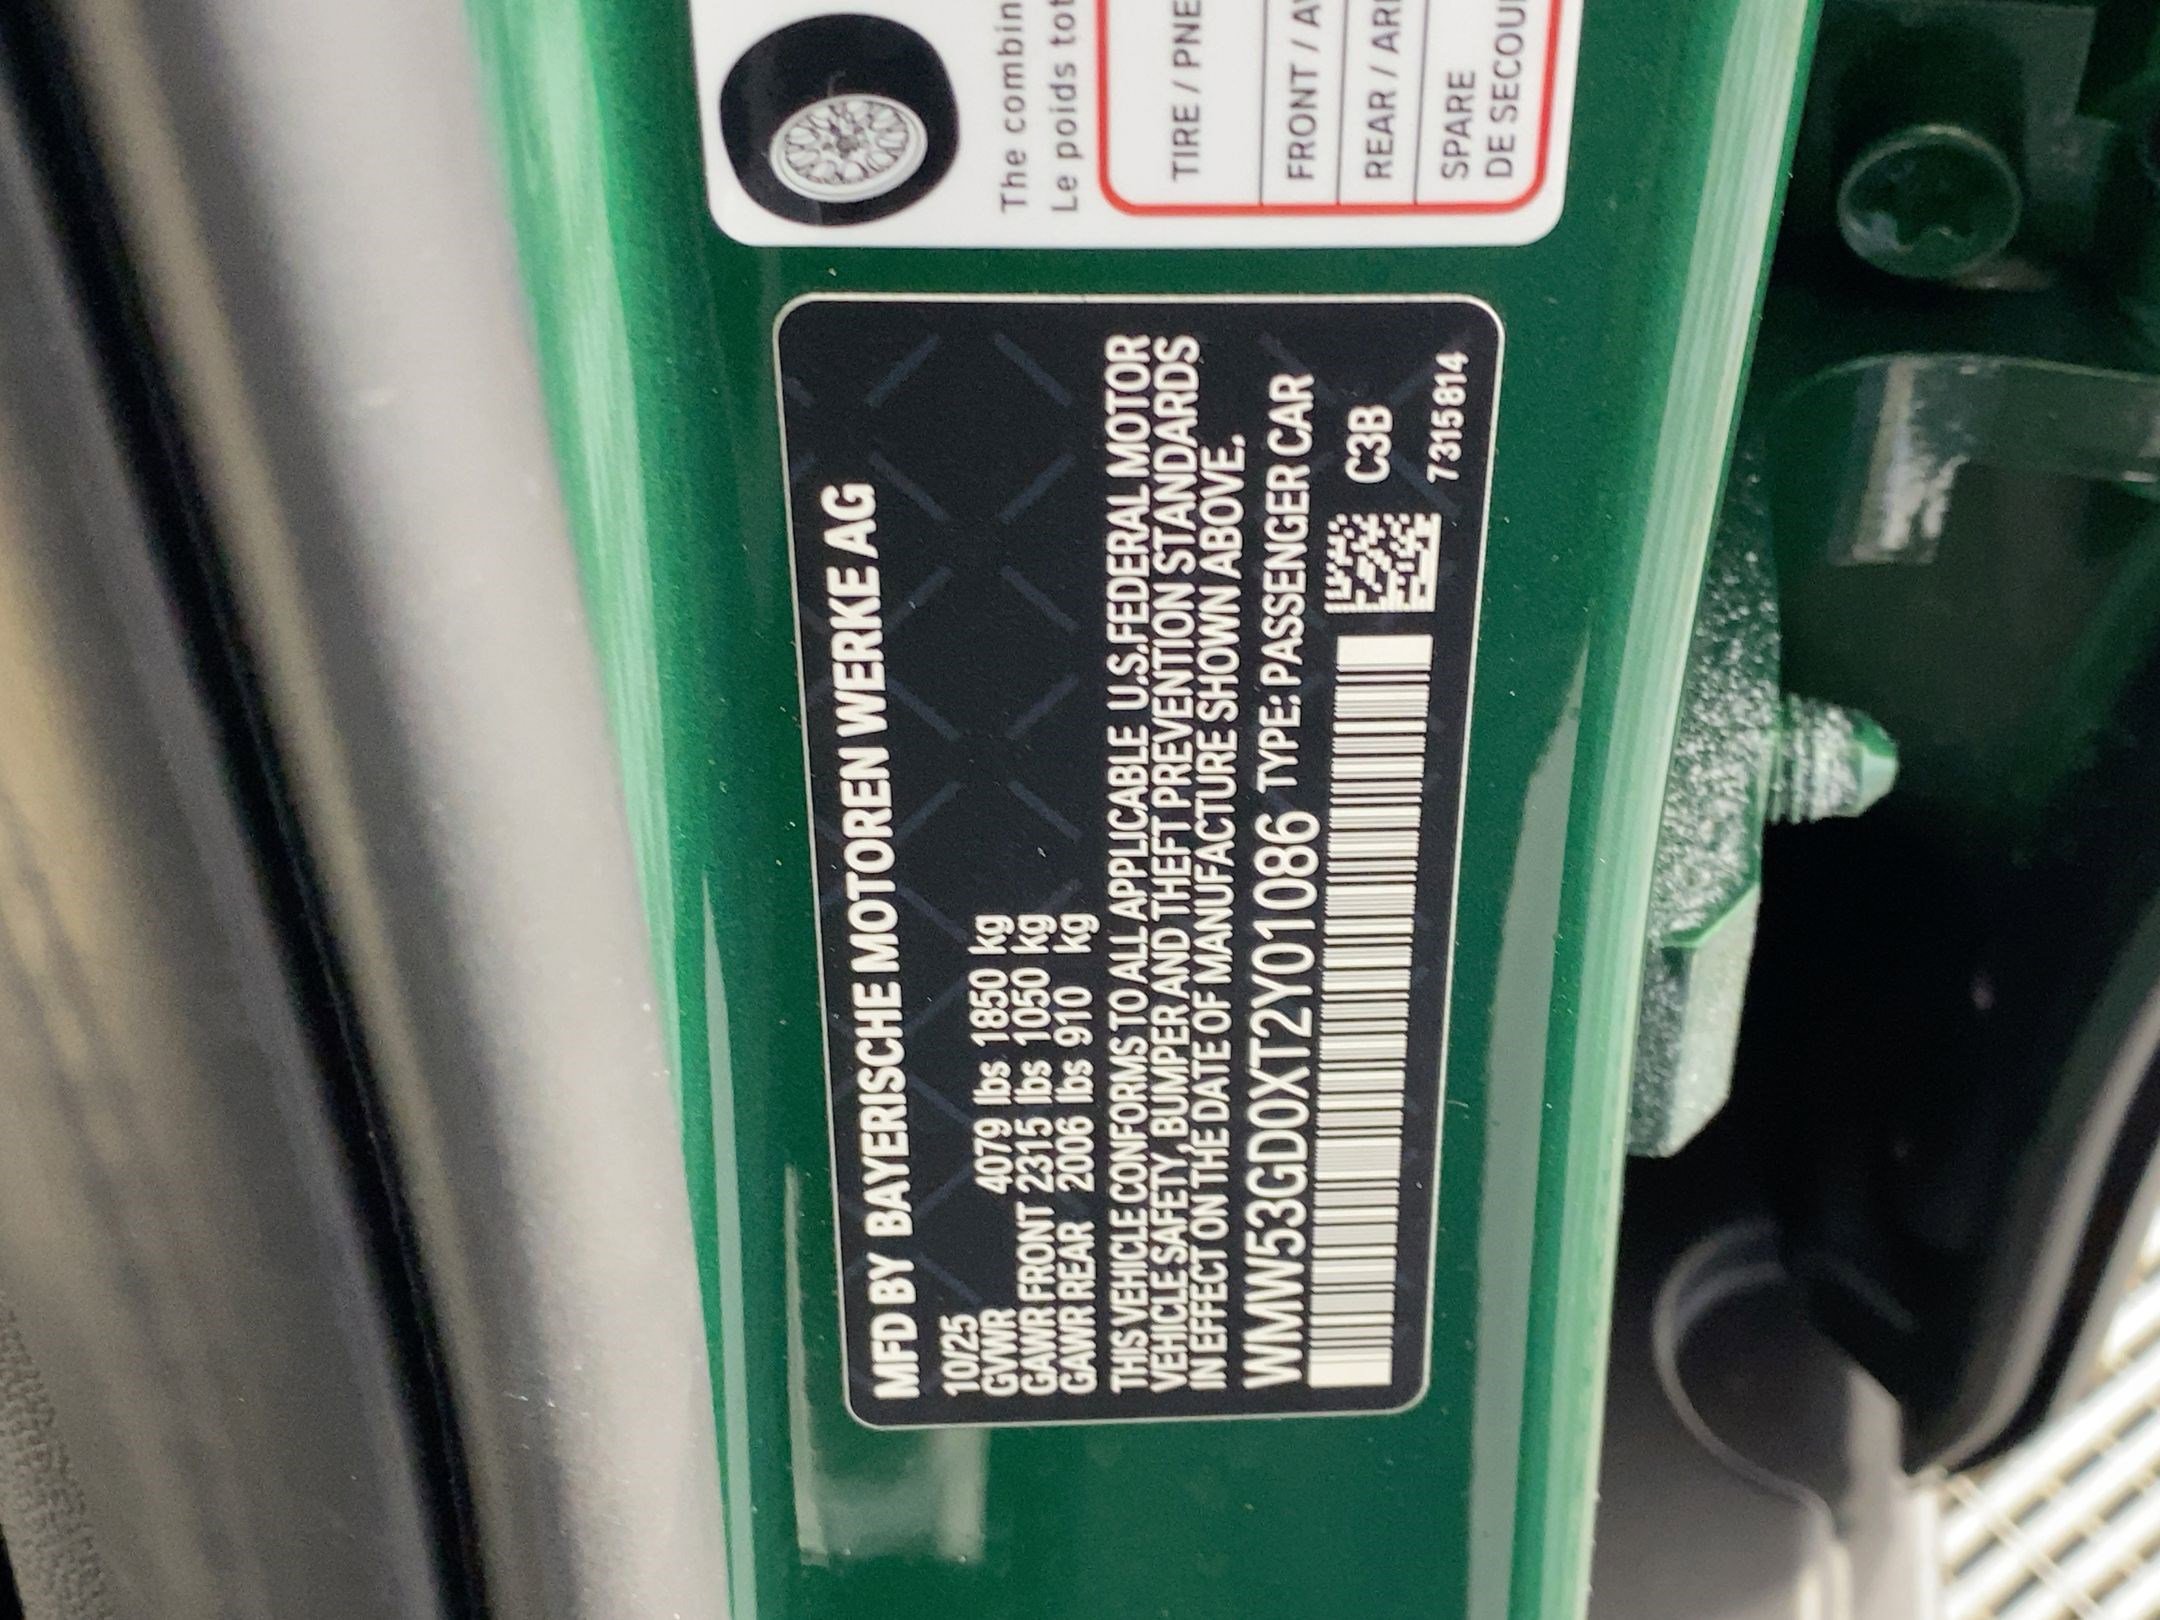 MFD BY BAYERISCHE MOTOREN WERKE AG
10/25
GVWR 4079 lbs 1850 kg
GAWR FRONT 2315 lbs 1050 kg
GAWR REAR 2006 lbs 910 kg
THIS VEHICLE CONFORMS TO ALL APPLICABLE U.S.FEDERAL MOTOR
VEHICLE SAFETY, BUMPER AND THEFT PREVENTION STANDARDS
IN EFFECT ON THE DATE OF MANUFACTURE SHOWN ABOVE.
WMW53GD0XT2Y01086 TYPE: PASSENGER CAR
C3B
7315814
The combin
Le poids tot
TIRE / PNE
FRONT / A
REAR / AR
SPARE
DE SECOU